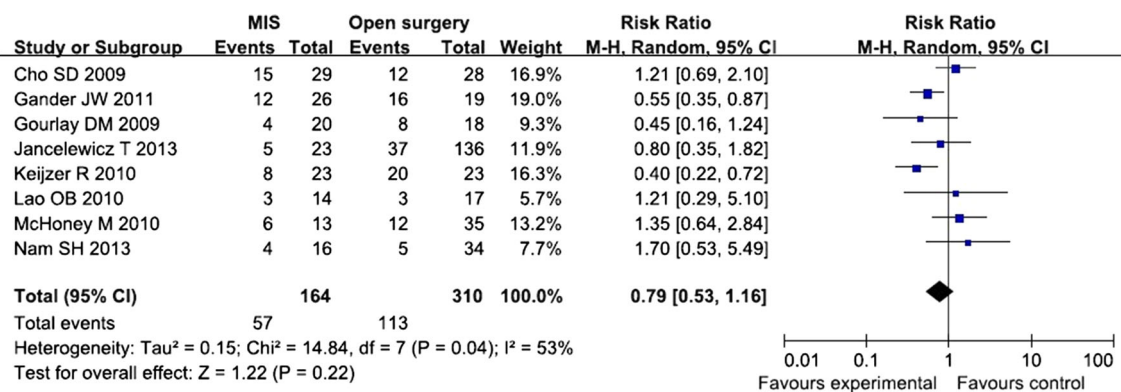 MIS Open surgery Risk Ratio Risk Ratio
Study or Subgroup Events Total Events Total Weight M-H, Random, 95% CI M-H, Random, 95% CI
Cho SD 2009 15 29 12 28 16.9% 1.21 [0.69, 2.10]
Gander JW 2011 12 26 16 19 19.0% 0.55 [0.35, 0.87]
Gourlay DM 2009 4 20 8 18 9.3% 0.45 [0.16, 1.24]
Jancelewicz T 2013 5 23 37 136 11.9% 0.80 [0.35, 1.82]
Keijzer R 2010 8 23 20 23 16.3% 0.40 [0.22, 0.72]
Lao OB 2010 3 14 3 17 5.7% 1.21 [0.29, 5.10]
McHoney M 2010 6 13 12 35 13.2% 1.35 [0.64, 2.84]
Nam SH 2013 4 16 5 34 7.7% 1.70 [0.53, 5.49]
Total (95% CI) 164 310 100.0% 0.79 [0.53, 1.16]
Total events 57 113
Heterogeneity: Tau² = 0.15; Chi² = 14.84, df = 7 (P = 0.04); I² = 53%
Test for overall effect: Z = 1.22 (P = 0.22)
0.01 0.1 1 10 100
Favours experimental Favours control